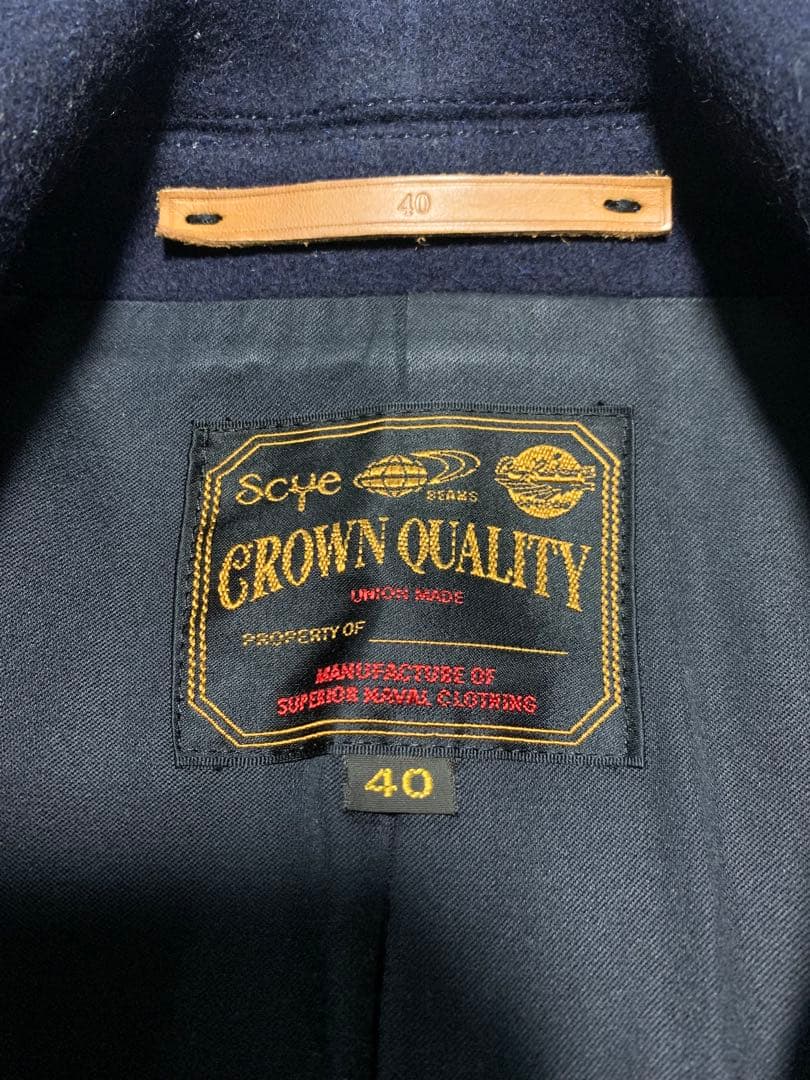 40
Scye
BEAMS
CROWN QUALITY
UNION MADE
PROPERTY OF
MANUFACTURE OF
SUPERIOR NAVAL CLOTHING
40